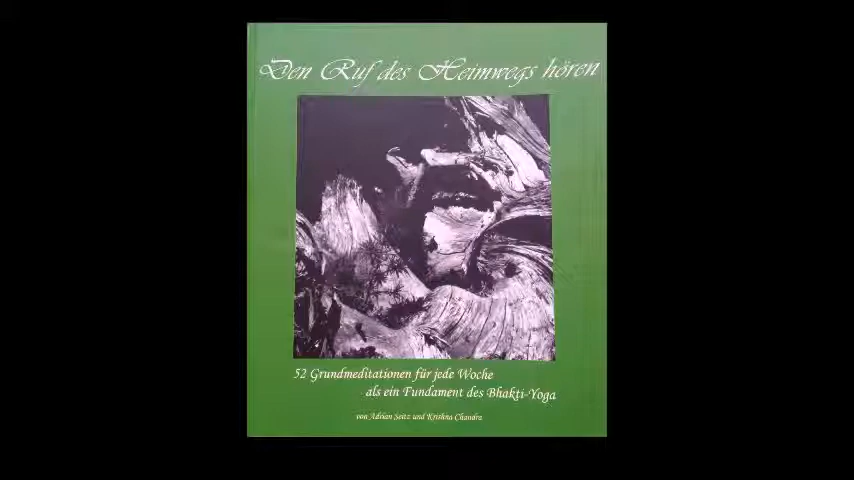 Den Ruf des Heimwegs hören
52 Grundmeditationen für jede Woche
als ein Fundament des Bhakti-Yoga
von Adrian Seitz und Krishna Chandra